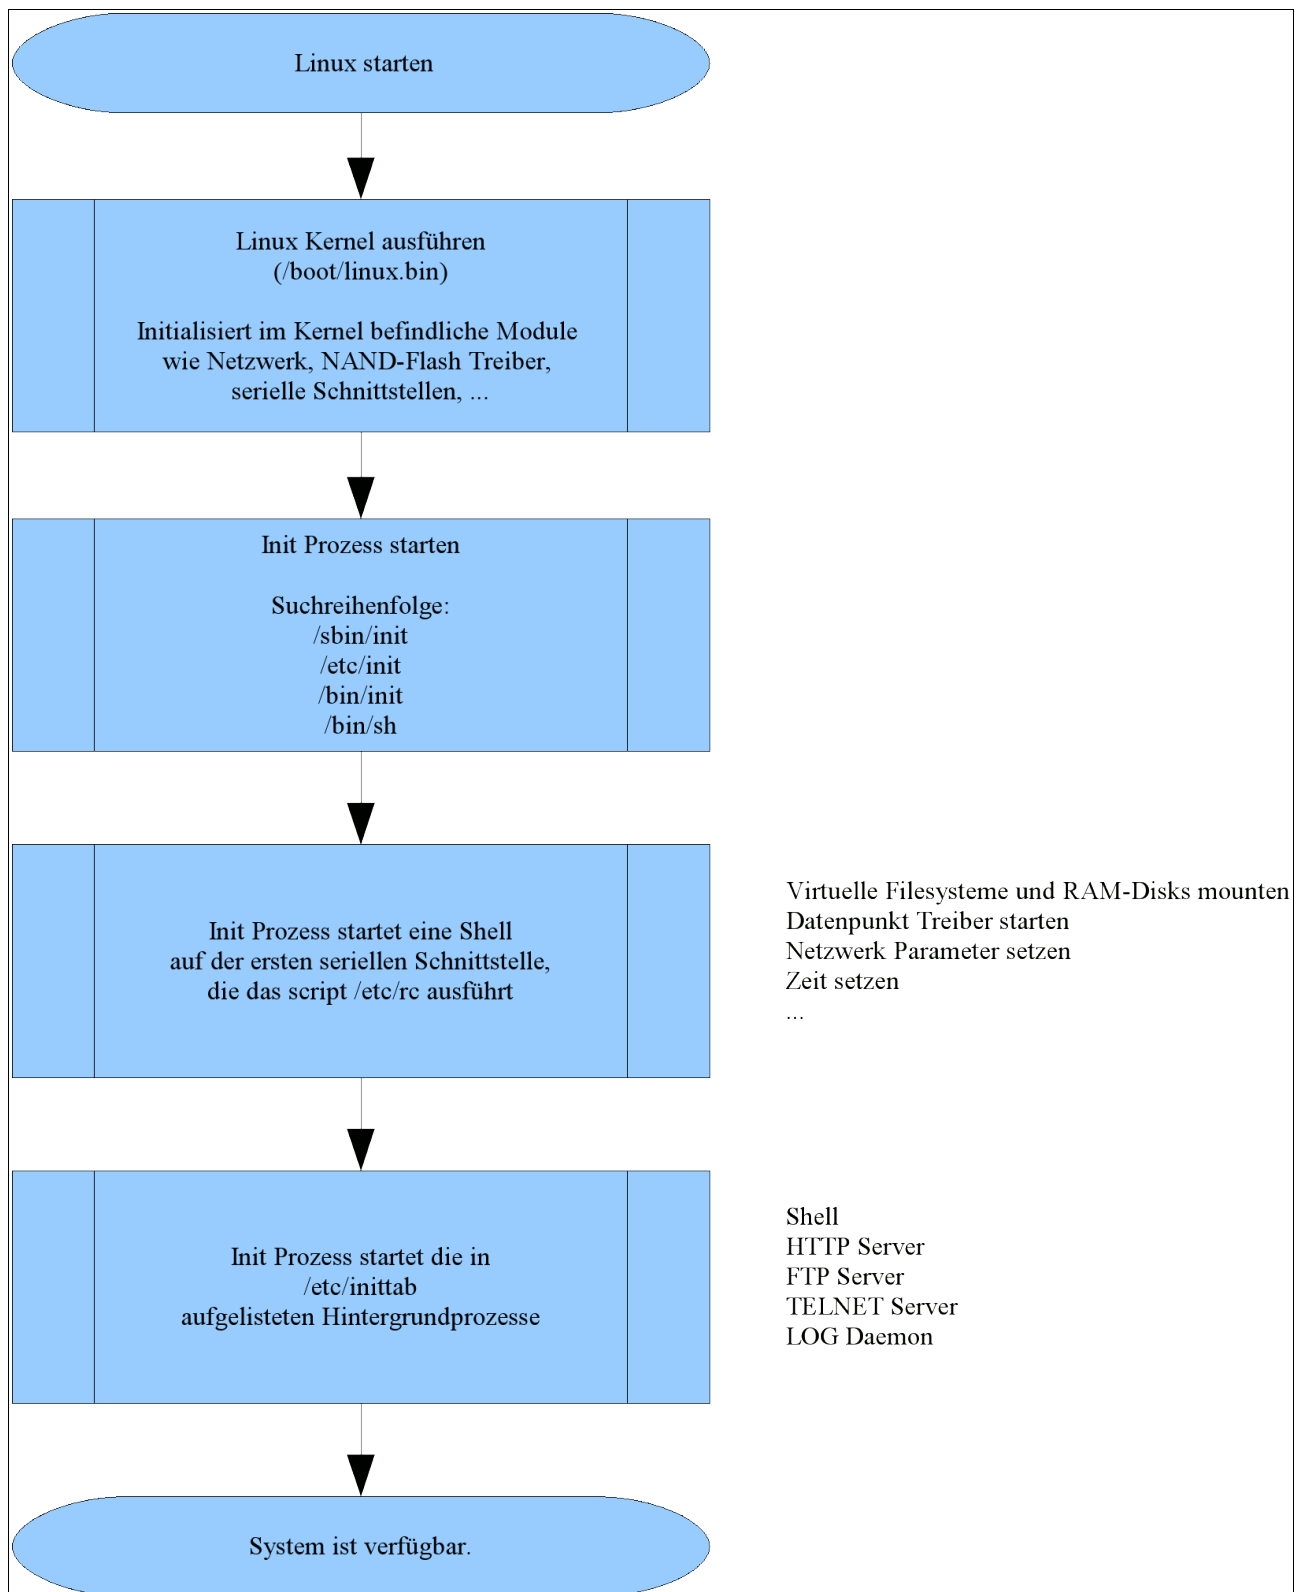 Linux starten
Linux Kernel ausführen
(/boot/linux.bin)
Initialisiert im Kernel befindliche Module
wie Netzwerk, NAND-Flash Treiber,
serielle Schnittstellen, ...
Init Prozess starten
Suchreihenfolge:
/sbin/init
/etc/init
/bin/init
/bin/sh
Init Prozess startet eine Shell
auf der ersten seriellen Schnittstelle,
die das script /etc/rc ausführt
Virtuelle Filesysteme und RAM-Disks mounten
Datenpunkt Treiber starten
Netzwerk Parameter setzen
Zeit setzen
...
Init Prozess startet die in
/etc/inittab
aufgelisteten Hintergrundprozesse
Shell
HTTP Server
FTP Server
TELNET Server
LOG Daemon
System ist verfügbar.